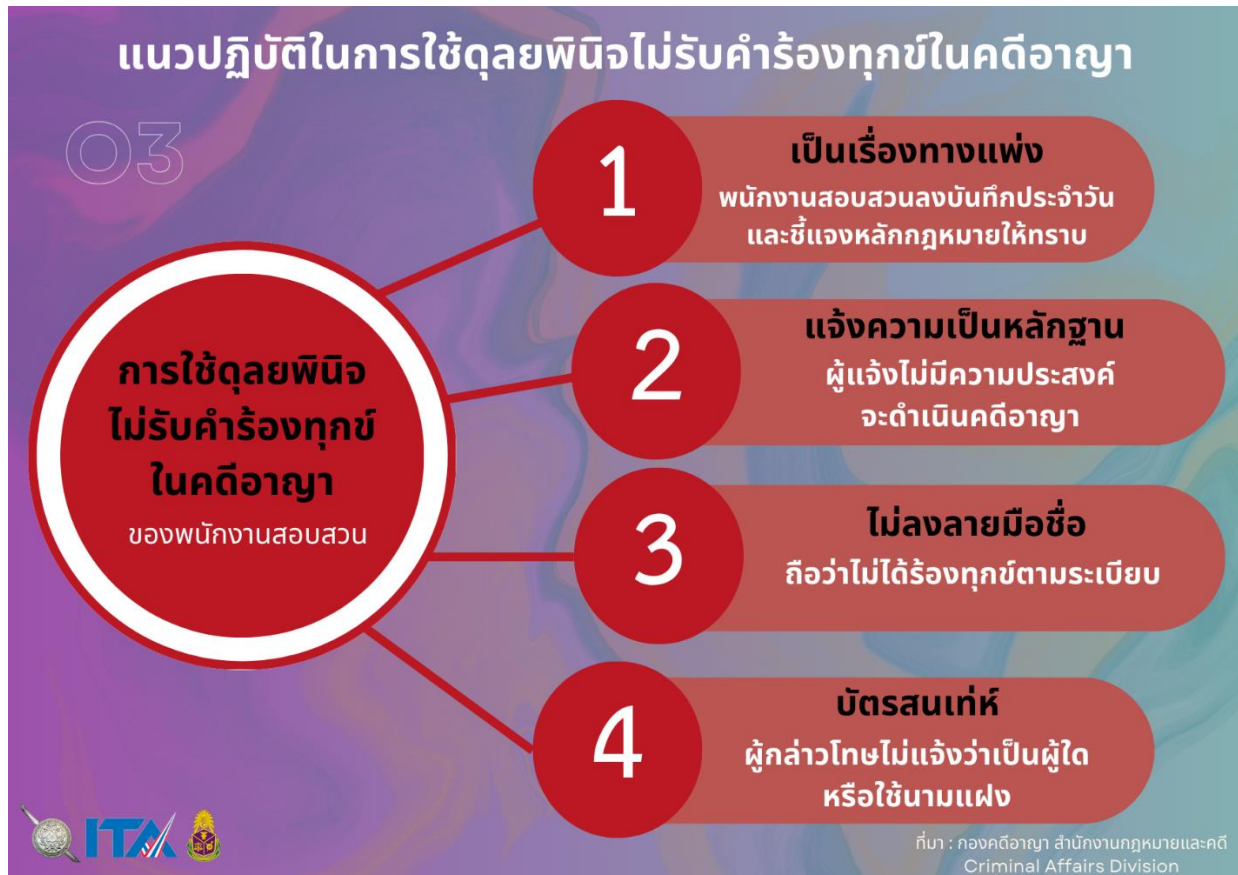 แนวปฏิบัติในการใช้ดุลยพินิจไม่รับคำร้องทุกข์ในคดีอาญา
03
การใช้ดุลยพินิจ
ไม่รับคำร้องทุกข์
ในคดีอาญา
ของพนักงานสอบสวน
1
เป็นเรื่องทางแพ่ง
พนักงานสอบสวนลงบันทึกประจำวัน
และชี้แจงหลักกฎหมายให้ทราบ
2
แจ้งความเป็นหลักฐาน
ผู้แจ้งไม่มีความประสงค์
จะดำเนินคดีอาญา
3
ไม่ลงลายมือชื่อ
ถือว่าไม่ได้ร้องทุกข์ตามระเบียบ
4
บัตรสนเท่ห์
ผู้กล่าวโทษไม่แจ้งว่าเป็นผู้ใด
หรือใช้นามแฝง
ITA
ที่มา : กองคดีอาญา สำนักงานกฎหมายและคดี
Criminal Affairs Division